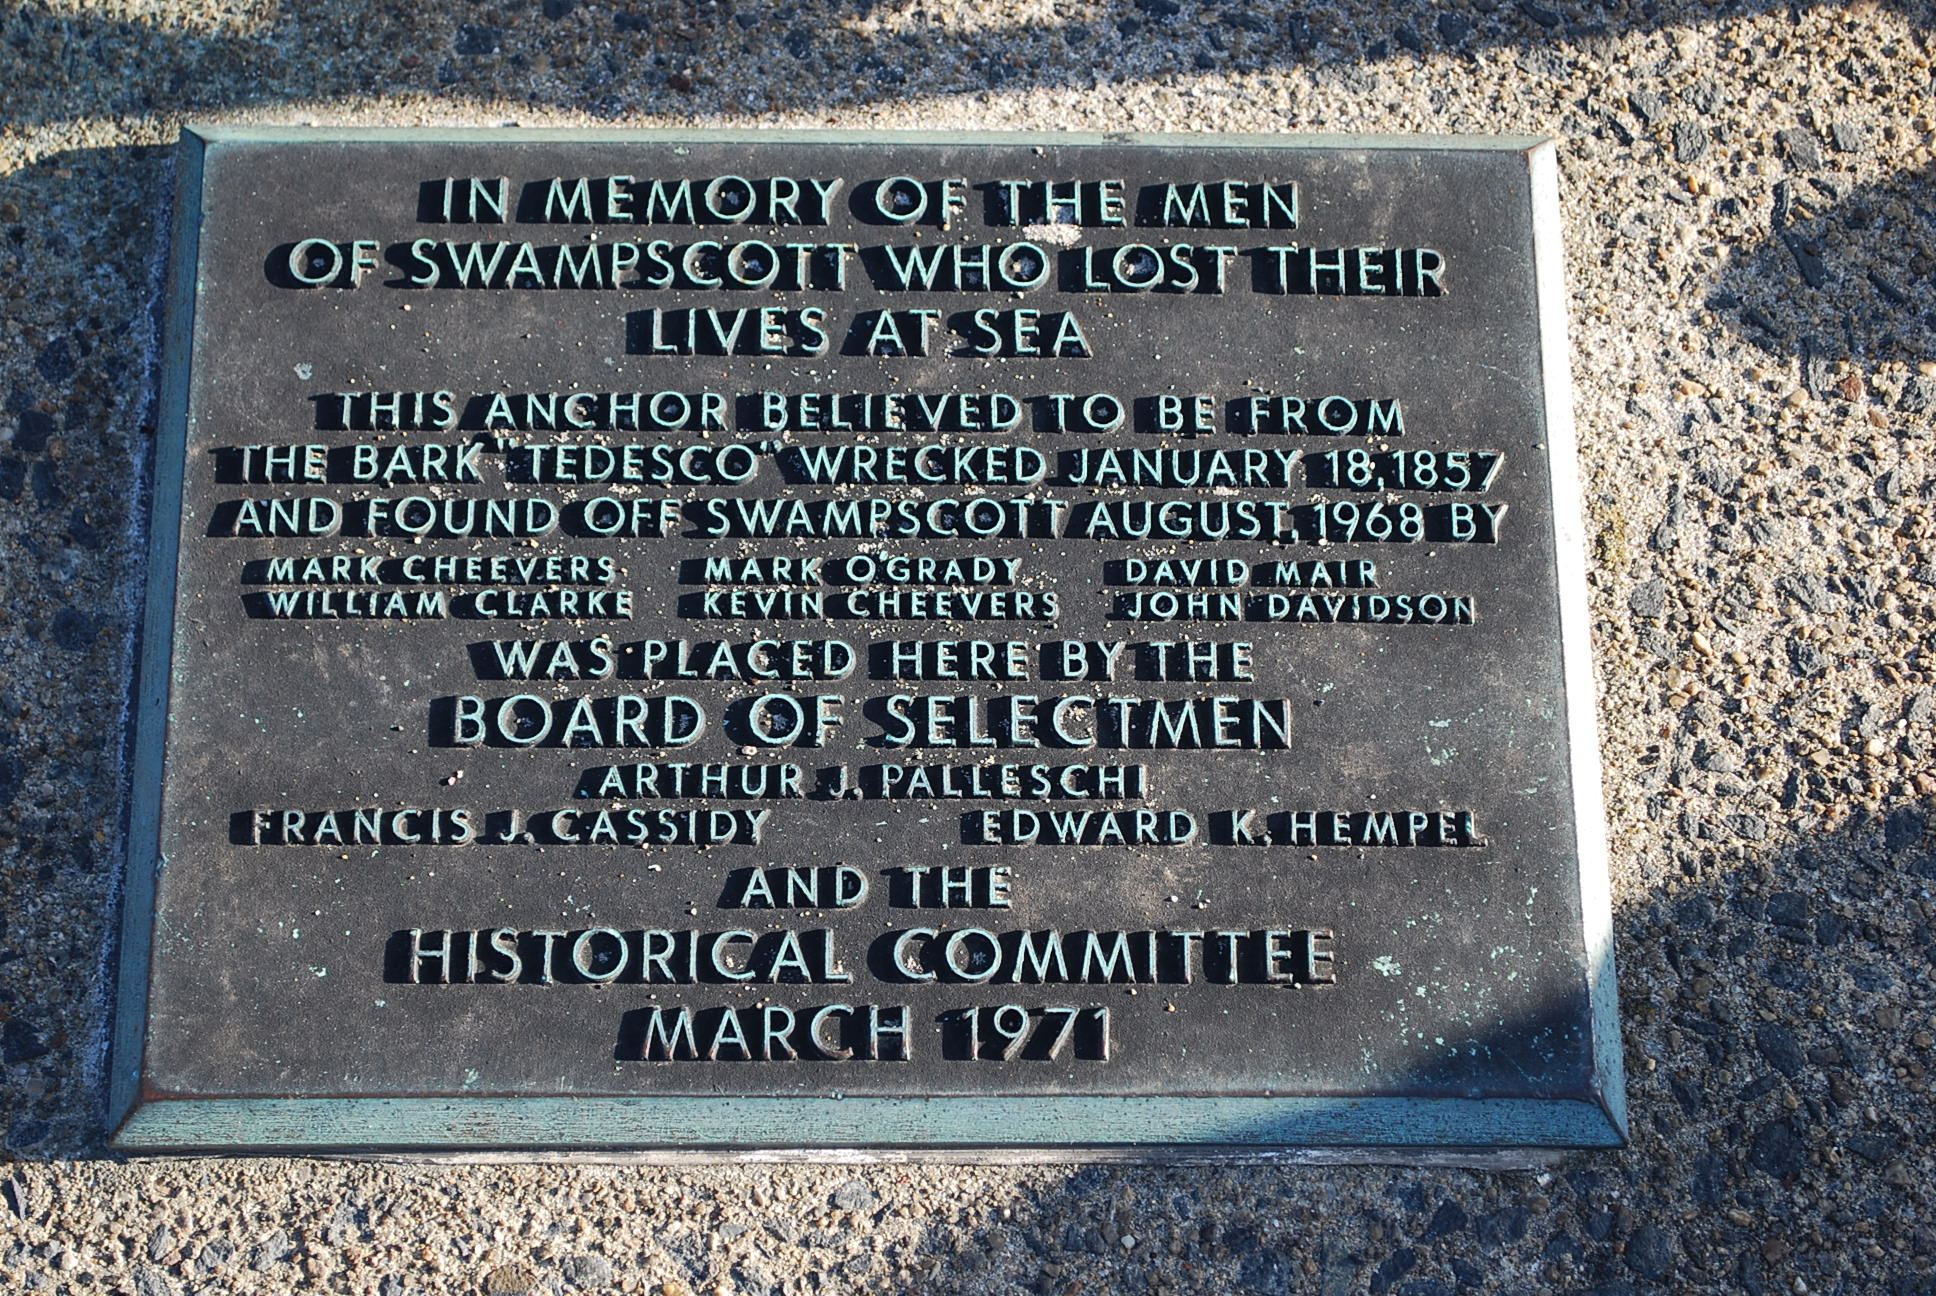 IN MEMORY OF THE MEN
OF SWAMPSCOTT WHO LOST THEIR
LIVES AT SEA
THIS ANCHOR BELIEVED TO BE FROM
THE BARK "TEDESCO" WRECKED JANUARY 18, 1857
AND FOUND OFF SWAMPSCOTT AUGUST, 1968 BY
MARK CHEEVERS MARK O'GRADY DAVID MAIR
WILLIAM CLARKE KEVIN CHEEVERS JOHN DAVIDSON
WAS PLACED HERE BY THE
BOARD OF SELECTMEN
ARTHUR J. PALLESCHI
FRANCIS J. CASSIDY EDWARD K. HEMPEL
AND THE
HISTORICAL COMMITTEE
MARCH 1971